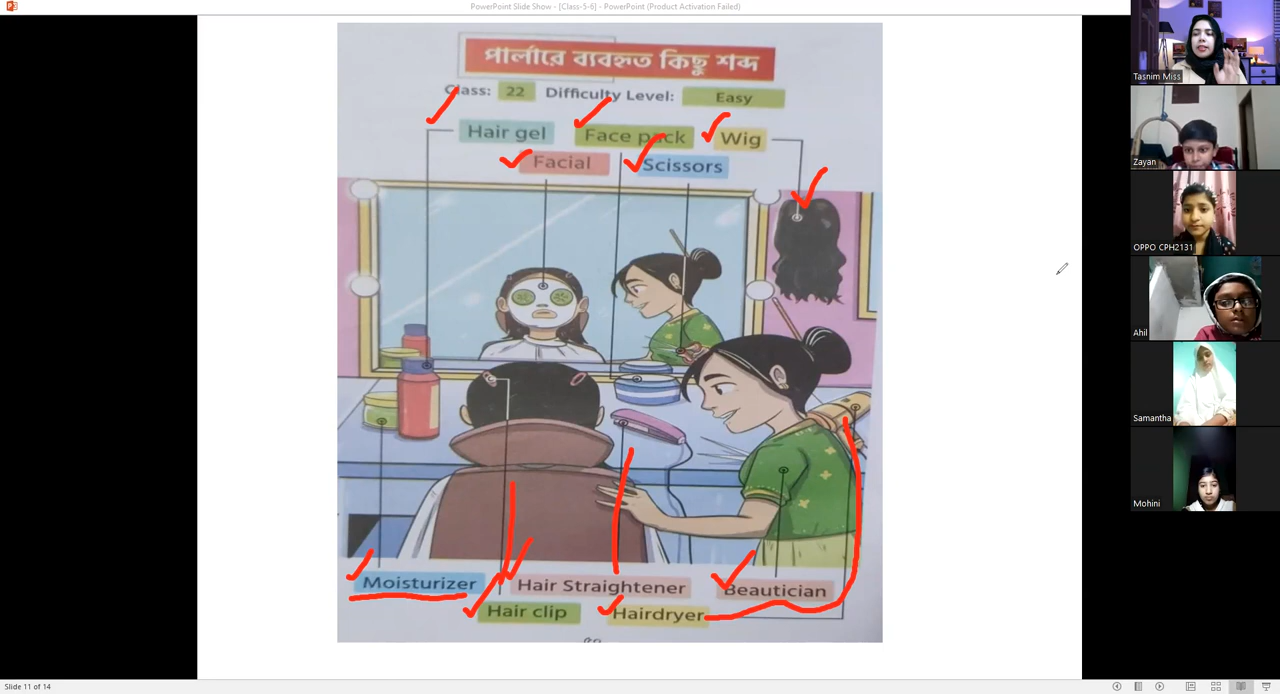 PowerPoint Slide Show - [Class-5-6] - PowerPoint (Product Activation Failed)
পার্লারে ব্যবহৃত কিছু শব্দ
Class: 22 Difficulty Level: Easy
Hair gel Face pack Wig
Facial Scissors
Moisturizer Hair Straightener Beautician
Hair clip Hairdryer
Tasnim Miss
Zayan
OPPO CPH2131
Ahil
Samantha
Mohini
Slide 11 of 14